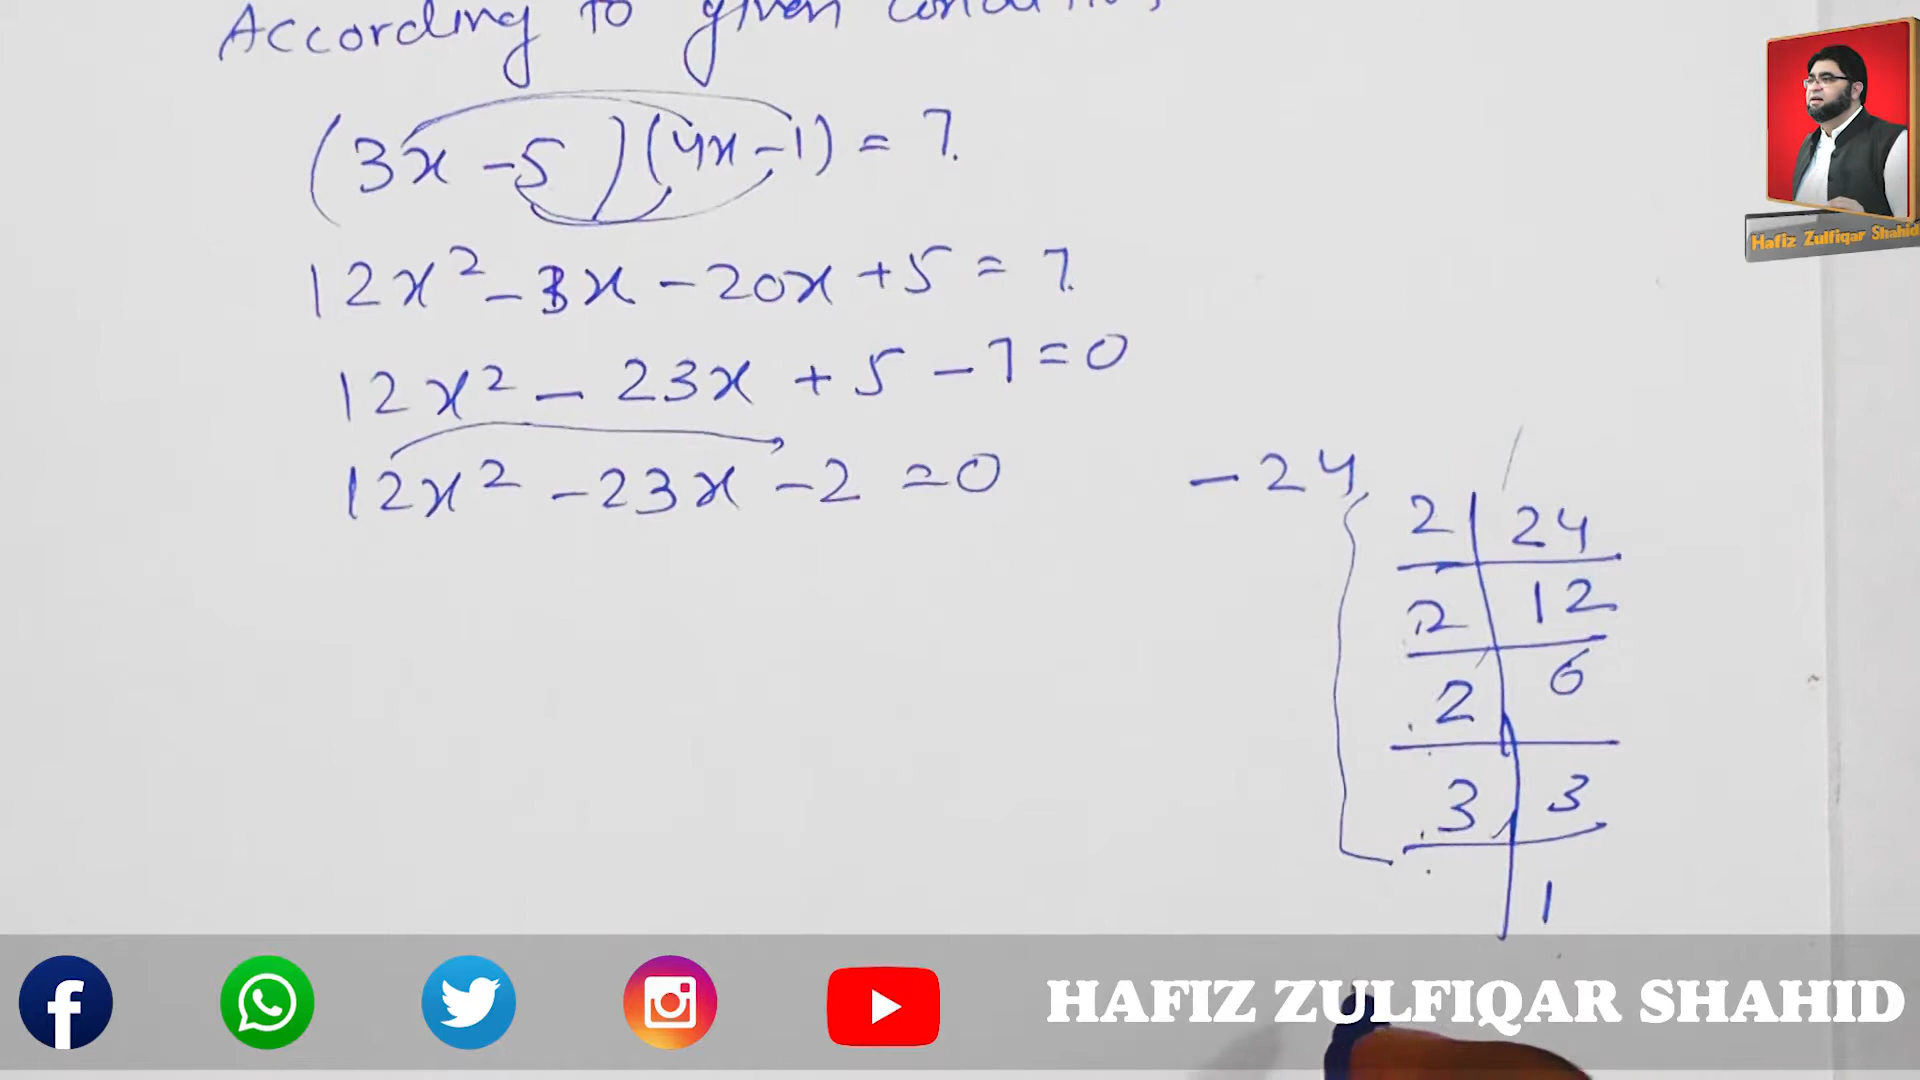 According to given
(3x - 5)(4x - 1) = 7
12x² - 3x - 20x + 5 = 7
12x² - 23x + 5 - 7 = 0
12x² - 23x - 2 = 0
- 24
2 | 24
2 | 12
2 | 6
3 | 3
1
Hafiz Zulfiqar Shahid
HAFIZ ZULFIQAR SHAHID